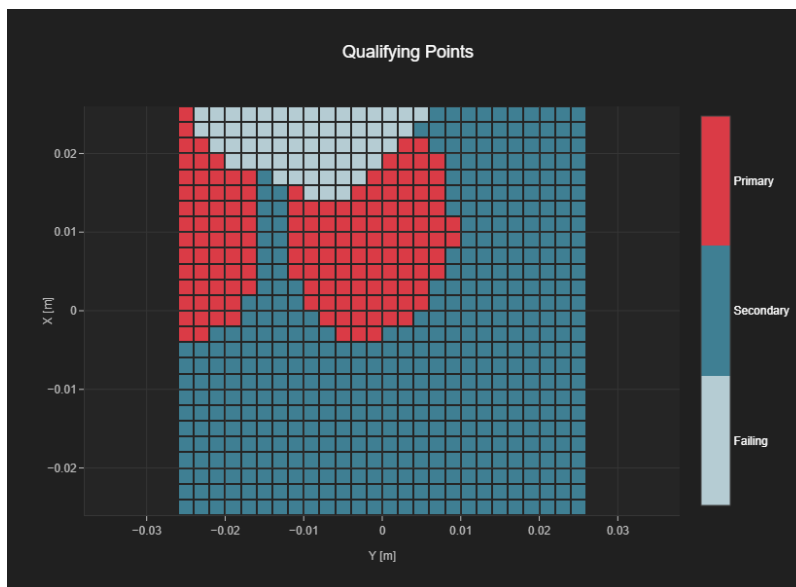 Qualifying Points
0.02
0.01
0
−0.01
−0.02
X [m]
−0.03
−0.02
−0.01
0
0.01
0.02
0.03
Y [m]
Primary
Secondary
Failing